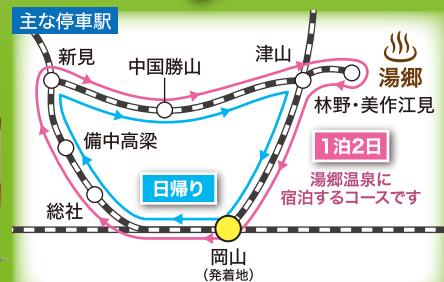 主な停車駅
新見
中国勝山
津山
湯郷
林野・美作江見
備中高梁
1泊2日
日帰り
湯郷温泉に
宿泊するコースです
総社
岡山
(発着地)